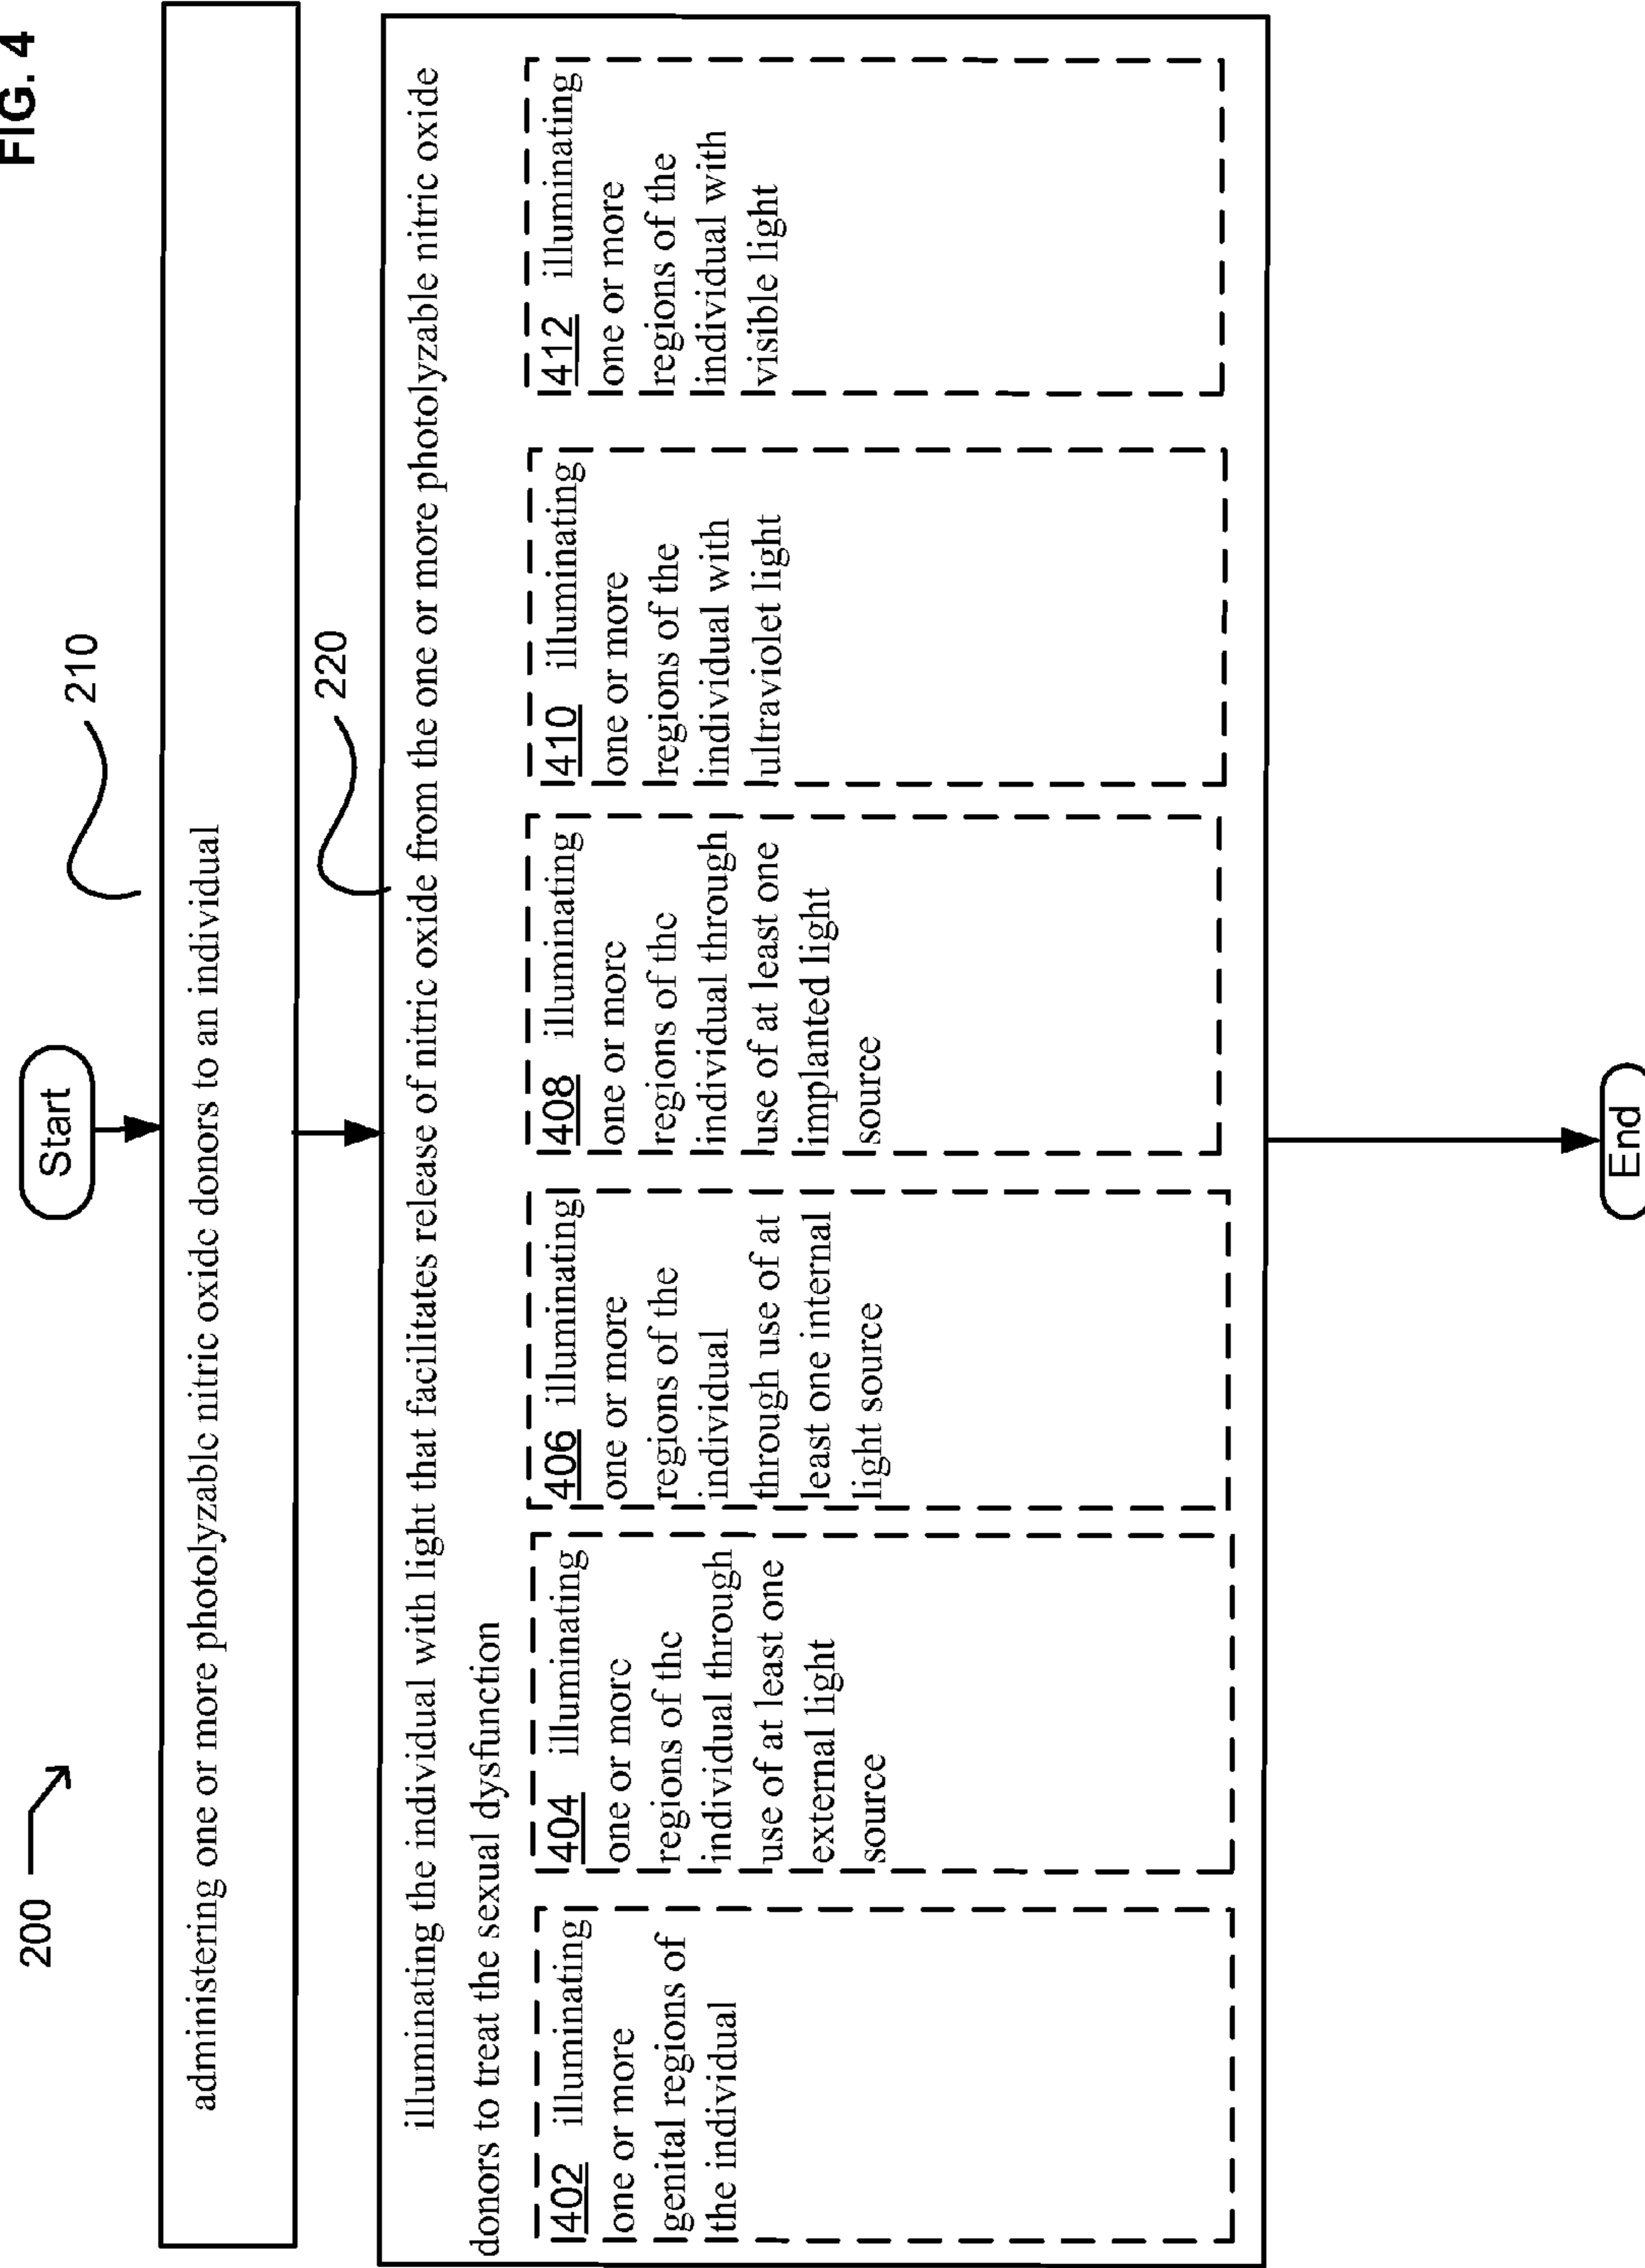 FIG. 4
200
Start
210
administering one or more photolyzable nitric oxide donors to an individual
220
illuminating the individual with light that facilitates release of nitric oxide from the one or more photolyzable nitric oxide
donors to treat the sexual dysfunction
402 illuminating
one or more
genital regions of
the individual
404 illuminating
one or more
regions of the
individual through
use of at least one
external light
source
406 illuminating
one or more
regions of the
individual
through use of at
least one internal
light source
408 illuminating
one or more
regions of the
individual through
use of at least one
implanted light
source
410 illuminating
one or more
regions of the
individual with
ultraviolet light
412 illuminating
one or more
regions of the
individual with
visible light
End